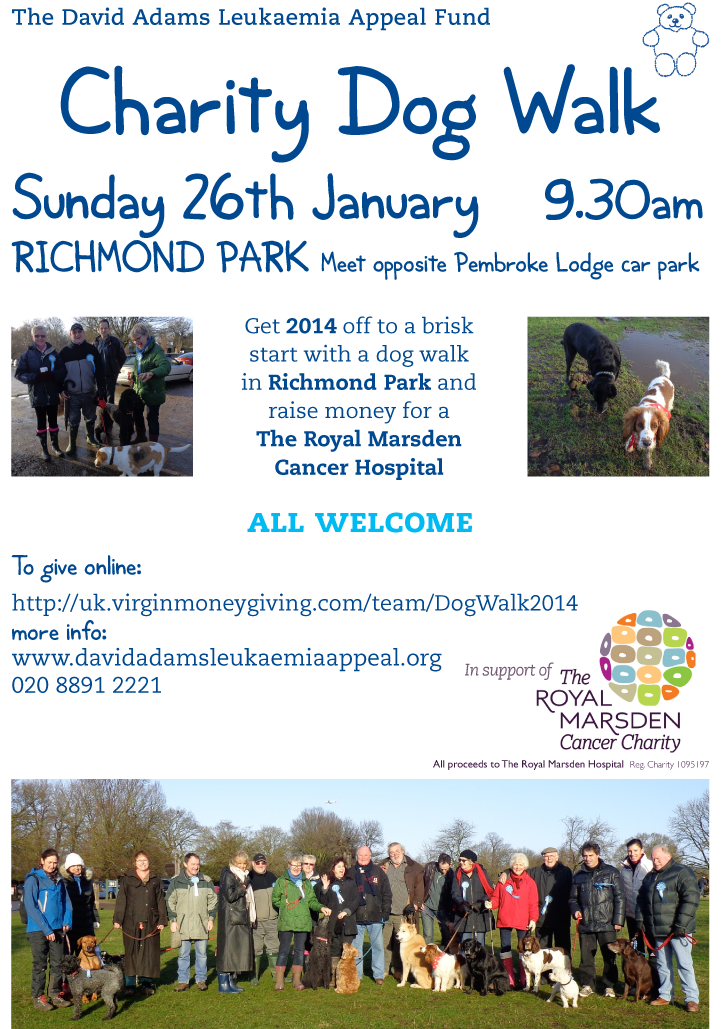 The David Adams Leukaemia Appeal Fund
Charity Dog Walk
Sunday 26th January 9.30am
RICHMOND PARK Meet opposite Pembroke Lodge car park
Get 2014 off to a brisk
start with a dog walk
in Richmond Park and
raise money for a
The Royal Marsden
Cancer Hospital
ALL WELCOME
To give online:
http://uk.virginmoneygiving.com/team/DogWalk2014
more info:
www.davidadamsleukaemiaappeal.org
020 8891 2221
In support of The
ROYAL
MARSDEN
Cancer Charity
All proceeds to The Royal Marsden Hospital Reg. Charity 1095197